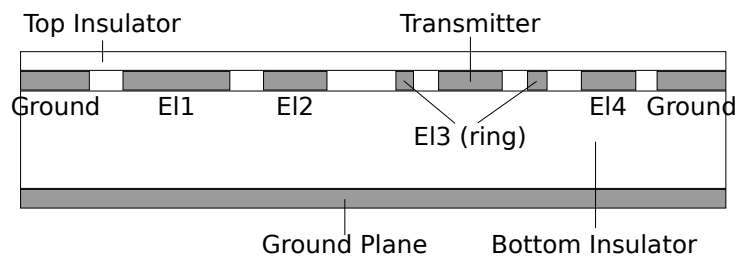 Top Insulator
Transmitter
Ground
El1
El2
El4
Ground
El3 (ring)
Ground Plane
Bottom Insulator